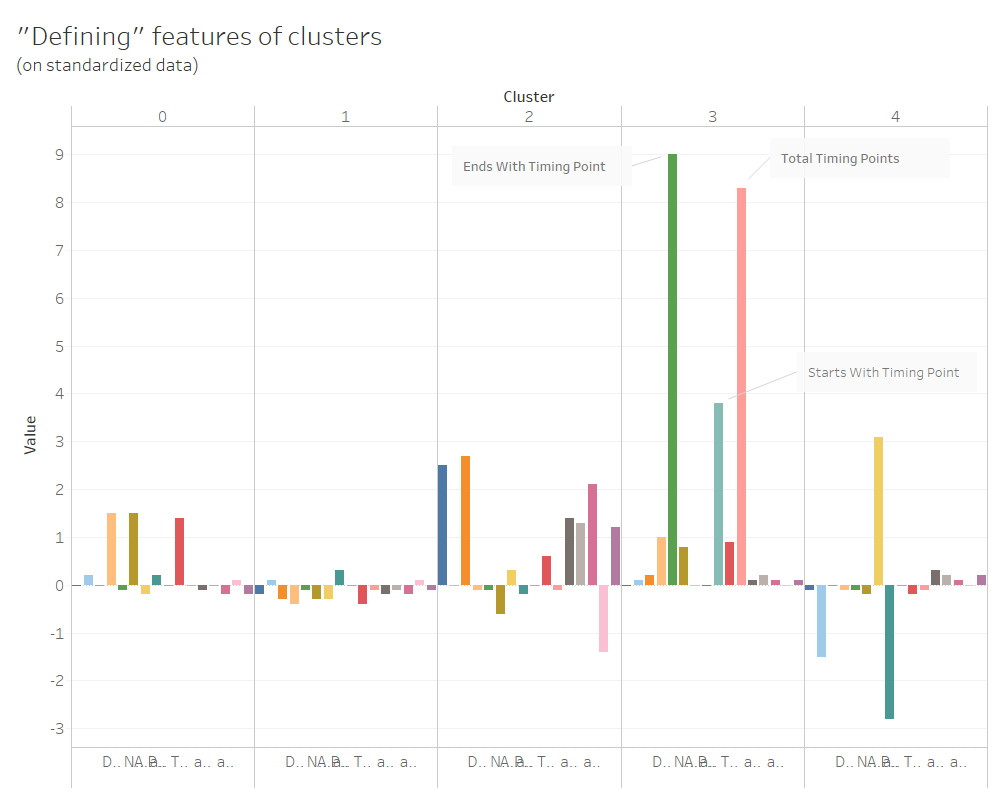 "Defining" features of clusters
(on standardized data)
Cluster
0 1 2 3 4
Ends With Timing Point
Total Timing Points
Starts With Timing Point
Value
9
8
7
6
5
4
3
2
1
0
-1
-2
-3
D.. T.. a.. a.. D.. T.. a.. a.. D.. T.. a.. a.. D.. T.. a.. a.. D.. T.. a.. a..